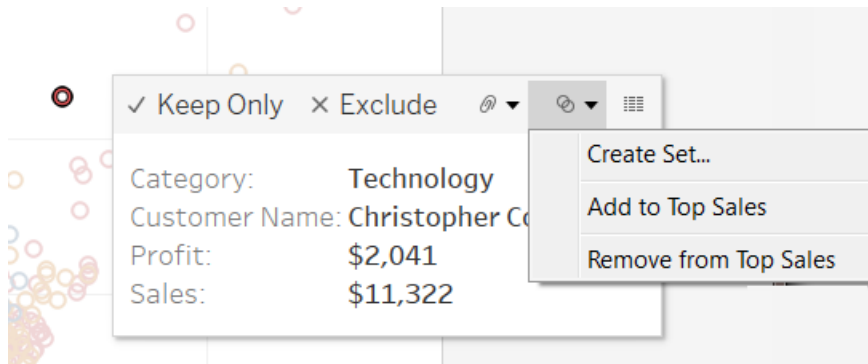 Keep Only Exclude
Create Set...
Category: Technology
Add to Top Sales
Customer Name: Christopher
Profit: $2,041
Remove from Top Sales
Sales: $11,322